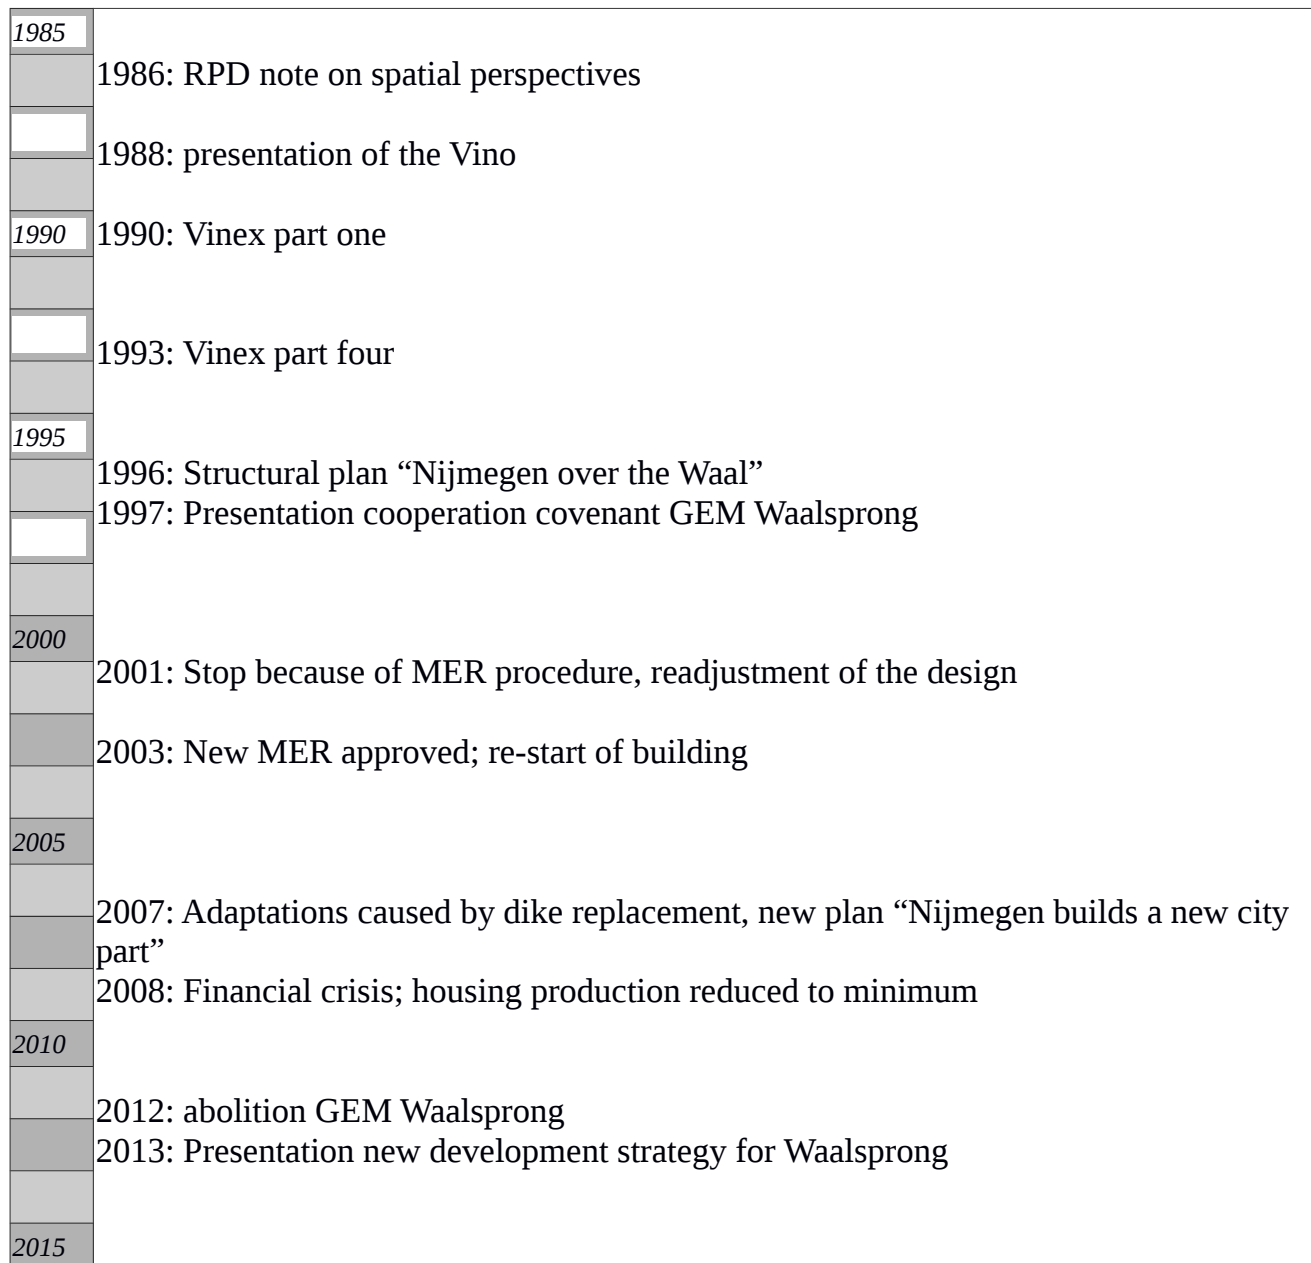 1985
1986: RPD note on spatial perspectives
1988: presentation of the Vino
1990
1990: Vinex part one
1993: Vinex part four
1995
1996: Structural plan “Nijmegen over the Waal”
1997: Presentation cooperation covenant GEM Waalsprong
2000
2001: Stop because of MER procedure, readjustment of the design
2003: New MER approved; re-start of building
2005
2007: Adaptations caused by dike replacement, new plan “Nijmegen builds a new city
part”
2008: Financial crisis; housing production reduced to minimum
2010
2012: abolition GEM Waalsprong
2013: Presentation new development strategy for Waalsprong
2015